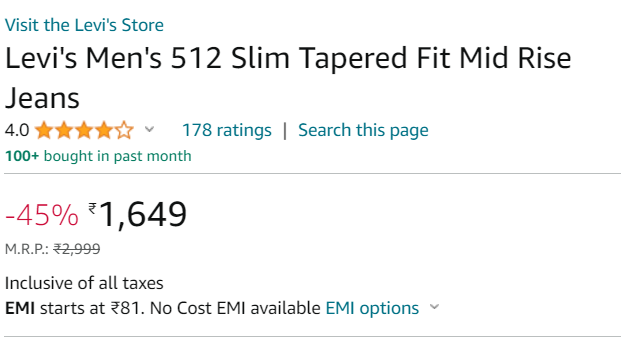 Visit the Levi's Store
Levi's Men's 512 Slim Tapered Fit Mid Rise
Jeans
4.0 178 ratings | Search this page
100+ bought in past month
-45% ₹1,649
M.R.P.: ₹2,999
Inclusive of all taxes
EMI starts at ₹81. No Cost EMI available EMI options